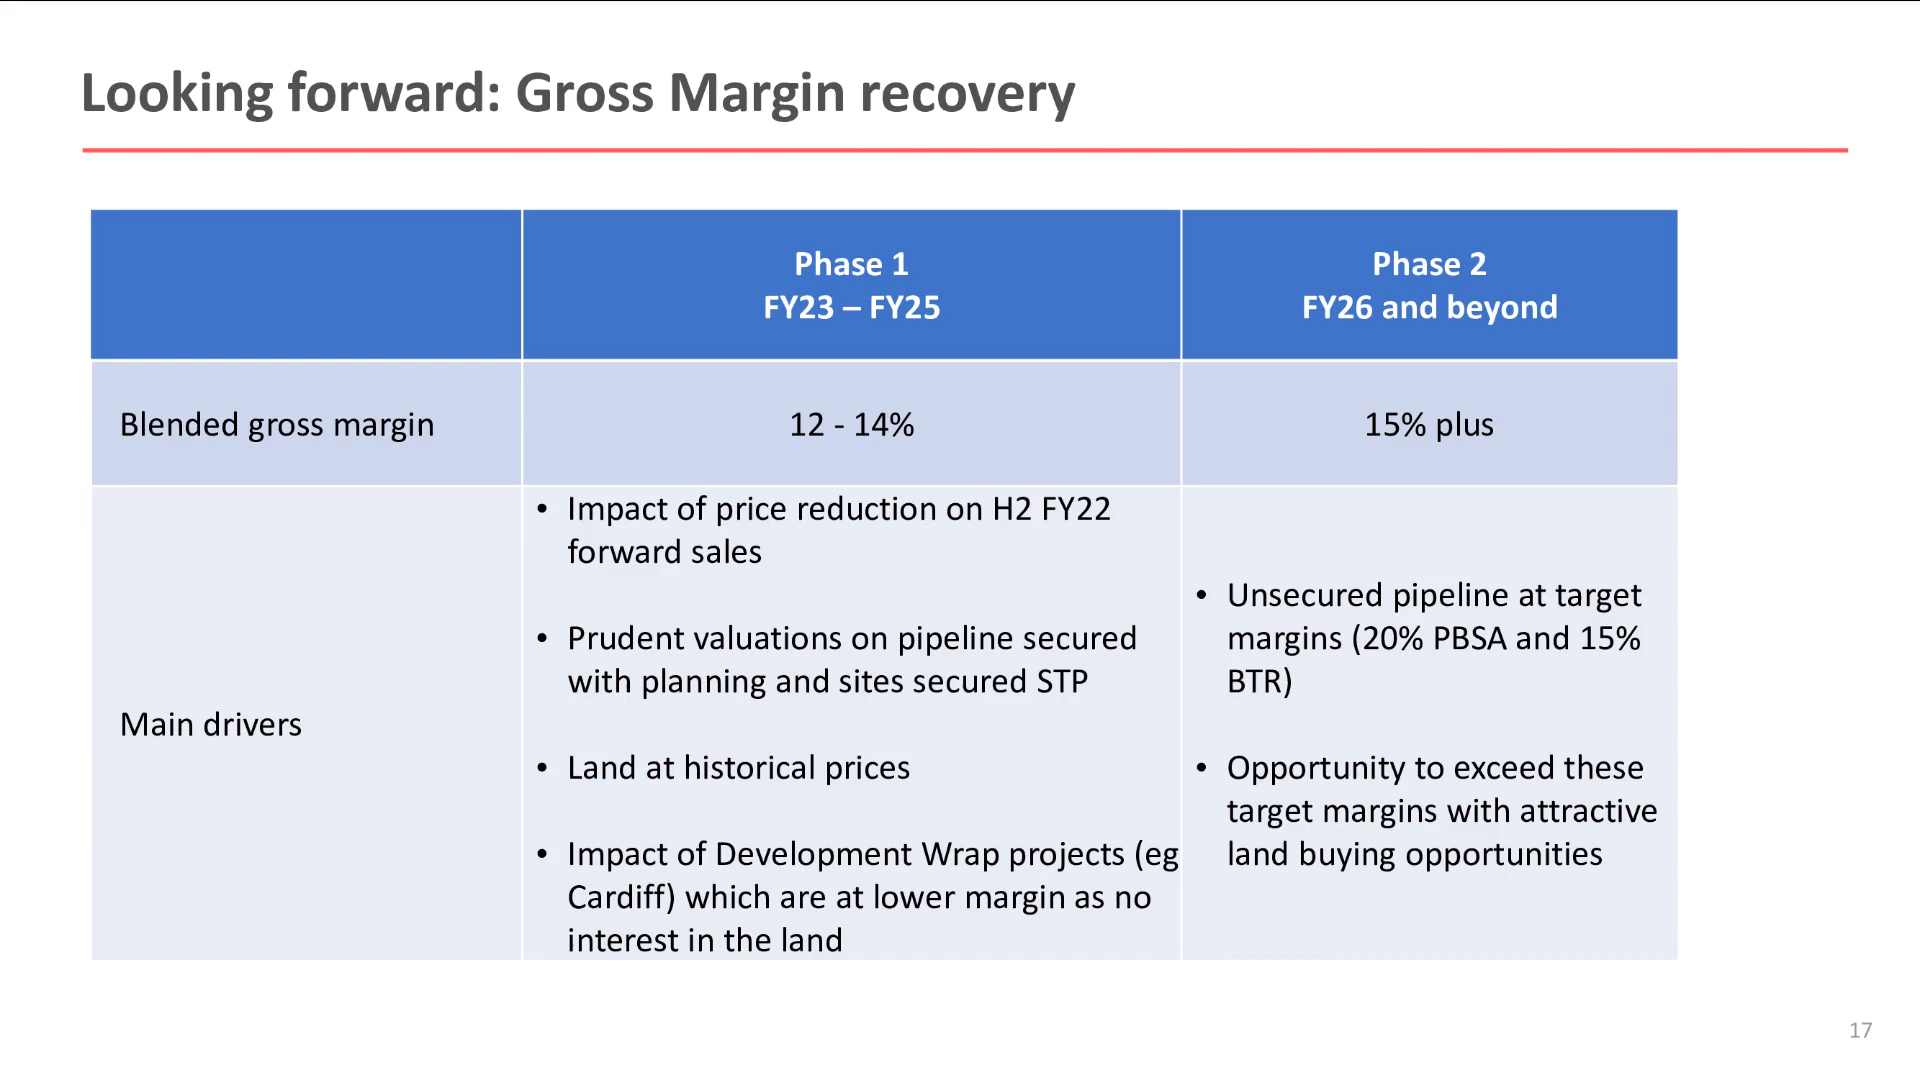 Looking forward: Gross Margin recovery
Phase 1
FY23 – FY25
Phase 2
FY26 and beyond
Blended gross margin
12 - 14%
15% plus
Main drivers
• Impact of price reduction on H2 FY22
forward sales
• Prudent valuations on pipeline secured
with planning and sites secured STP
• Land at historical prices
• Impact of Development Wrap projects (eg
Cardiff) which are at lower margin as no
interest in the land
• Unsecured pipeline at target
margins (20% PBSA and 15%
BTR)
• Opportunity to exceed these
target margins with attractive
land buying opportunities
17